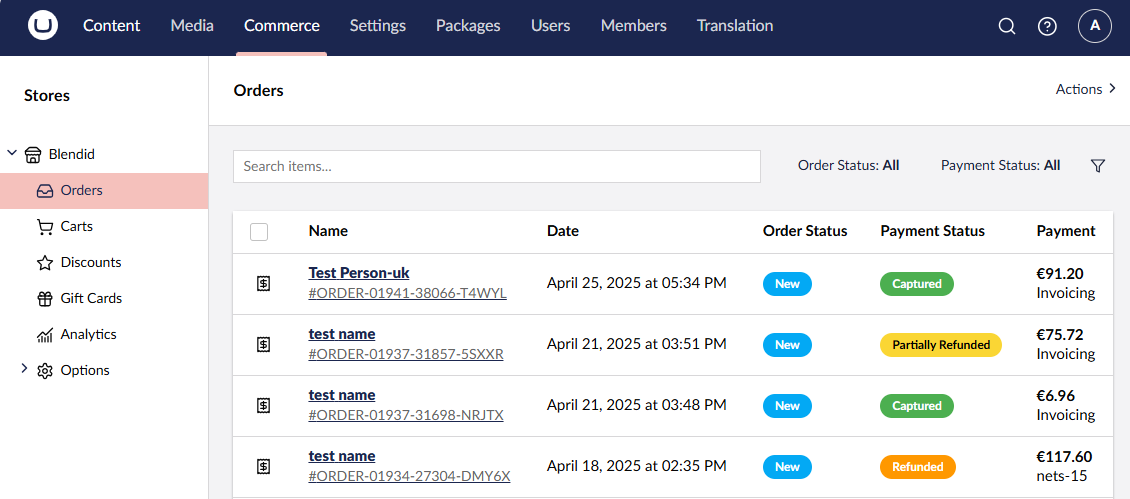 Content Media Commerce Settings Packages Users Members Translation A
Stores
Orders
Actions
Blendid
Orders
Carts
Discounts
Gift Cards
Analytics
Options
Search items...
Order Status: All
Payment Status: All
Name Date Order Status Payment Status Payment
Test Person-uk April 25, 2025 at 05:34 PM New Captured €91.20
#ORDER-01941-38066-T4WYL Invoicing
test name April 21, 2025 at 03:51 PM New Partially Refunded €75.72
#ORDER-01937-31857-5SXXR Invoicing
test name April 21, 2025 at 03:48 PM New Captured €6.96
#ORDER-01937-31698-NRJTX Invoicing
test name April 18, 2025 at 02:35 PM New Refunded €117.60
#ORDER-01934-27304-DMY6X nets-15